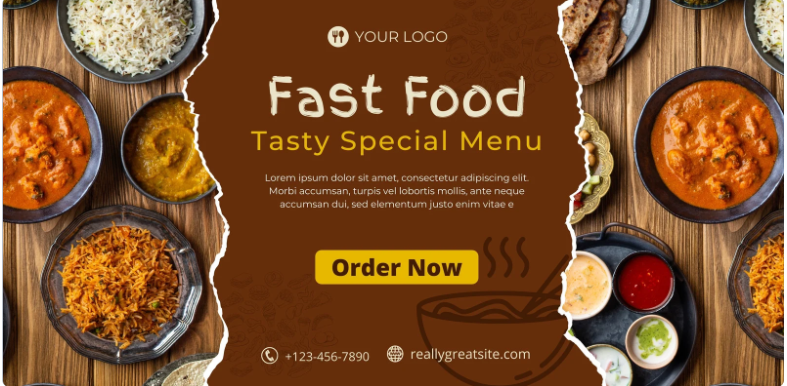 YOUR LOGO
Fast Food
Tasty Special Menu
Lorem ipsum dolor sit amet, consectetur adipiscing elit.
Morbi accumsan, turpis vel lobortis mollis, ante neque
accumsan dui, sed elementum justo enim vitae e
Order Now
+123-456-7890
reallygreatsite.com